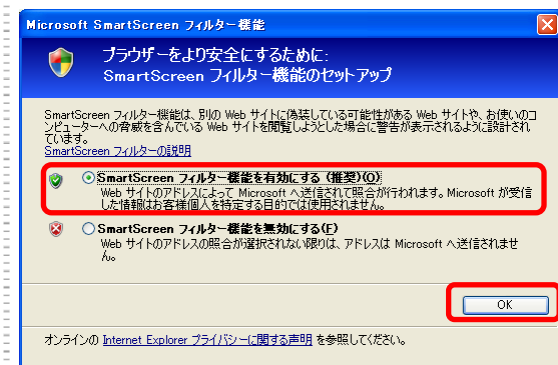 Microsoft SmartScreen フィルター機能
ブラウザーをより安全にするために:
SmartScreen フィルター機能のセットアップ
SmartScreen フィルター機能は、別の Web サイトに偽装している可能性がある Web サイトや、お使いのコ
ンピューターへの脅威を含んでいる Web サイトを閲覧しようとした場合に警告が表示されるように設計され
ています。
SmartScreen フィルターの説明
SmartScreen フィルター機能を有効にする (推奨)(O)
Web サイトのアドレスによって Microsoft へ送信されて照合が行われます。Microsoft が受信
した情報はお客様個人を特定する目的では使用されません。
SmartScreen フィルター機能を無効にする(F)
Web サイトのアドレスの照合が選択されない限りは、アドレスは Microsoft へ送信されませ
ん。
OK
オンラインの Internet Explorer プライバシーに関する声明 を参照してください。